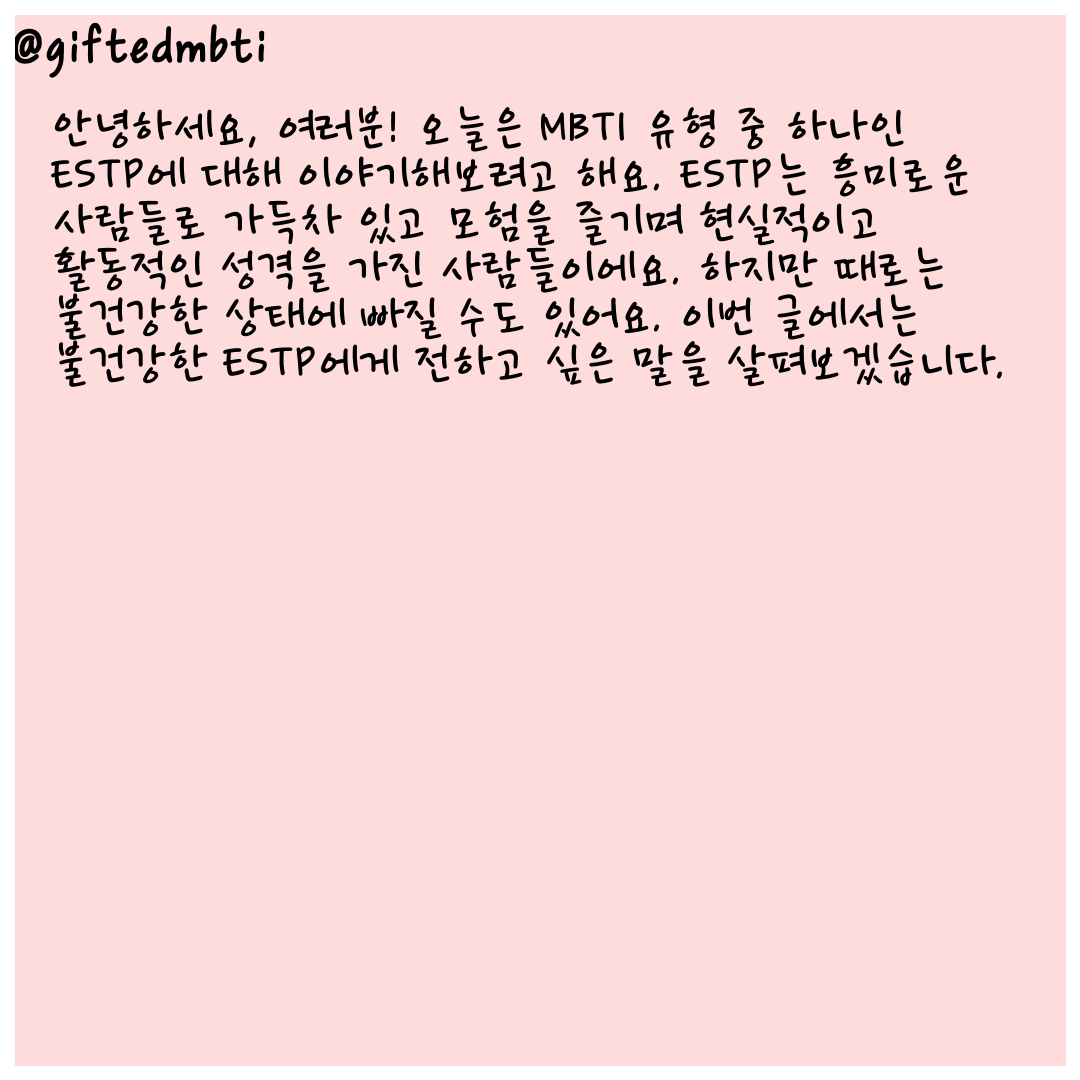 @giftedmbti
안녕하세요, 여러분! 오늘은 MBTI 유형 중 하나인
ESTP에 대해 이야기해보려고 해요. ESTP는 흥미로운
사람들로 가득차 있고 모험을 즐기며 현실적이고
활동적인 성격을 가진 사람들이에요. 하지만 때로는
불건강한 상태에 빠질 수도 있어요. 이번 글에서는
불건강한 ESTP에게 전하고 싶은 말을 살펴보겠습니다.